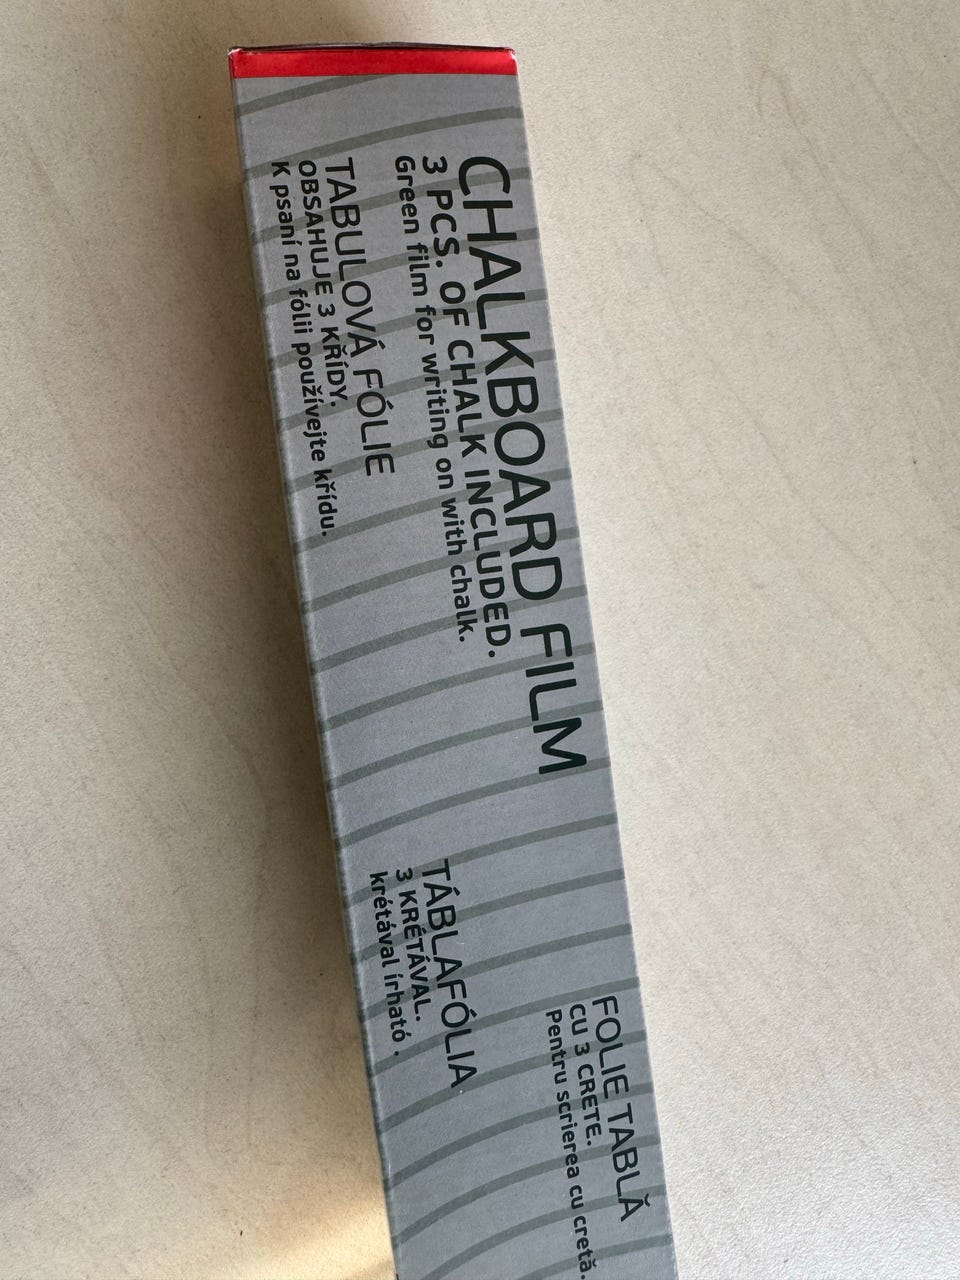 CHALKBOARD FILM
3 PCS. OF CHALK INCLUDED.
Green film for writing on with chalk.
TABULOVÁ FÓLIE
OBSAHUJE 3 KŘÍDY.
K psaní na fólii používejte křídu.
FOLIE TABLĂ
CU 3 CRETE.
Pentru scrierea cu cretă.
TÁBLAFÓLIA
3 KRÉTÁVAL.
krétával írható .